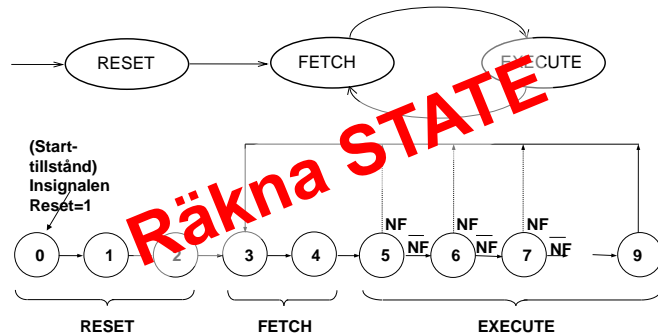 RESET
FETCH
EXECUTE
Räkna STATE
(Start-
tillstånd)
Insignalen
Reset=1
NF NF NF
NF NF NF
0 1 2 3 4 5 6 7 9
RESET FETCH EXECUTE